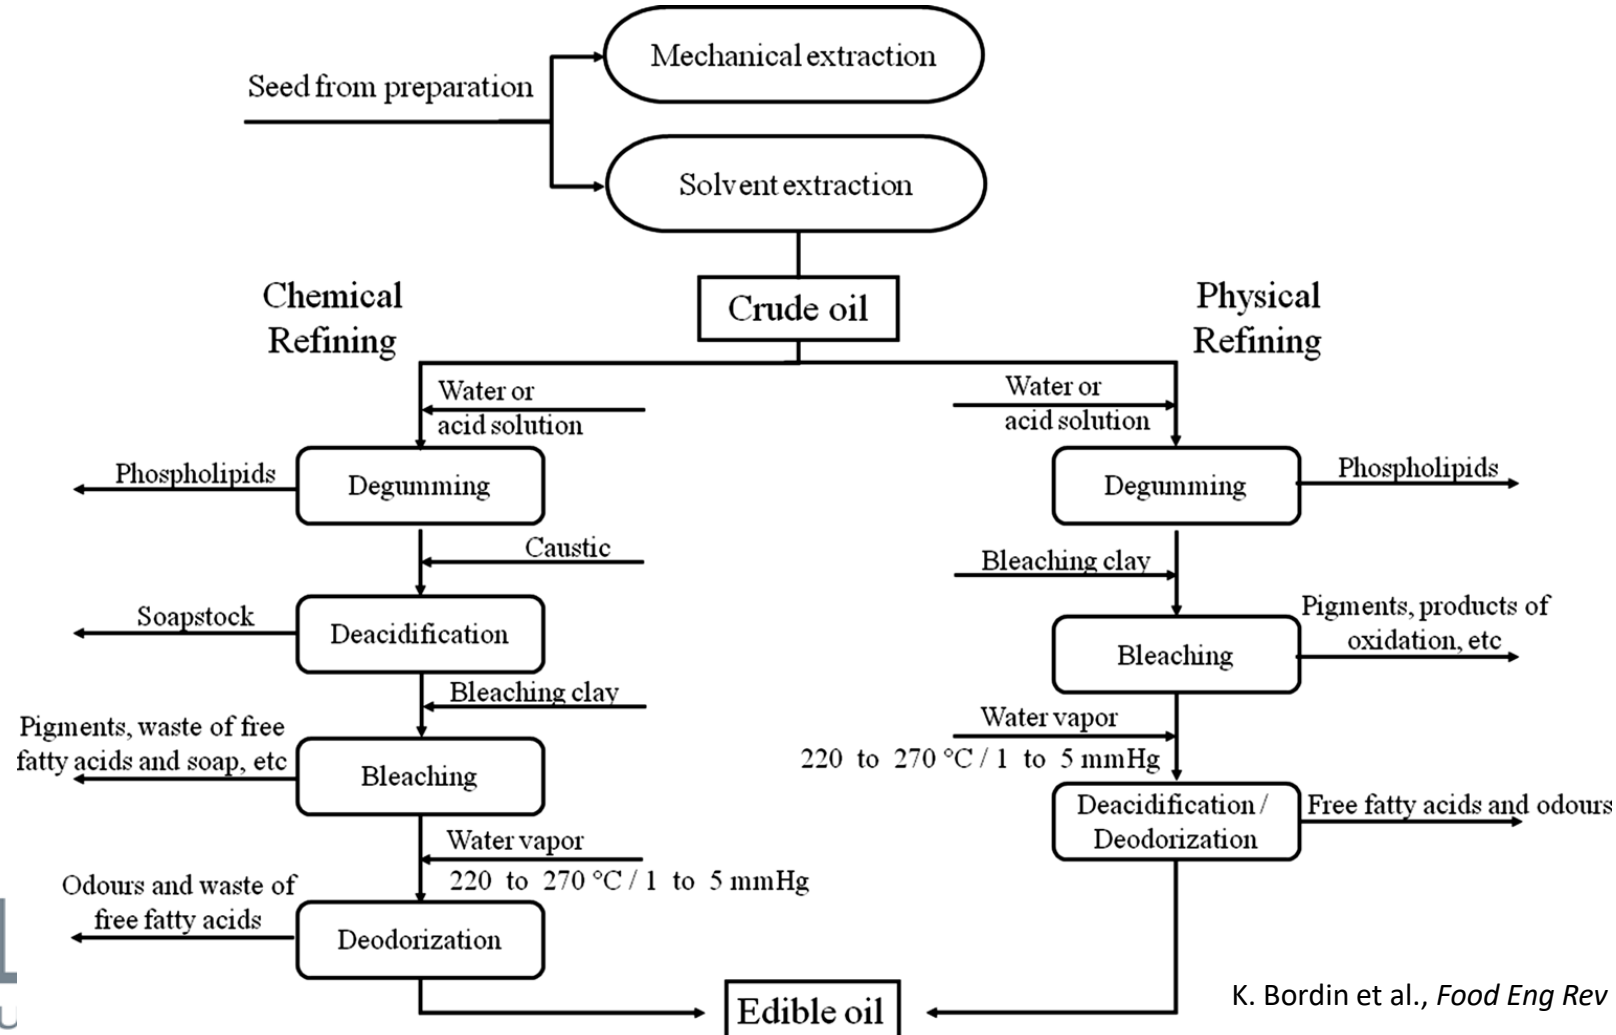 Mechanical extraction
Seed from preparation
Solvent extraction
Crude oil
Chemical
Refining
Physical
Refining
Water or
acid solution
Phospholipids
Degumming
Caustic
Soapstock
Deacidification
Bleaching clay
Pigments, waste of free
fatty acids and soap, etc
Bleaching
Water vapor
220 to 270 °C / 1 to 5 mmHg
Odours and waste of
free fatty acids
Deodorization
Water or
acid solution
Degumming
Phospholipids
Bleaching clay
Pigments, products of
oxidation, etc
Bleaching
Water vapor
220 to 270 °C / 1 to 5 mmHg
Deacidification /
Deodorization
Free fatty acids and odours
Edible oil
K. Bordin et al., Food Eng Rev